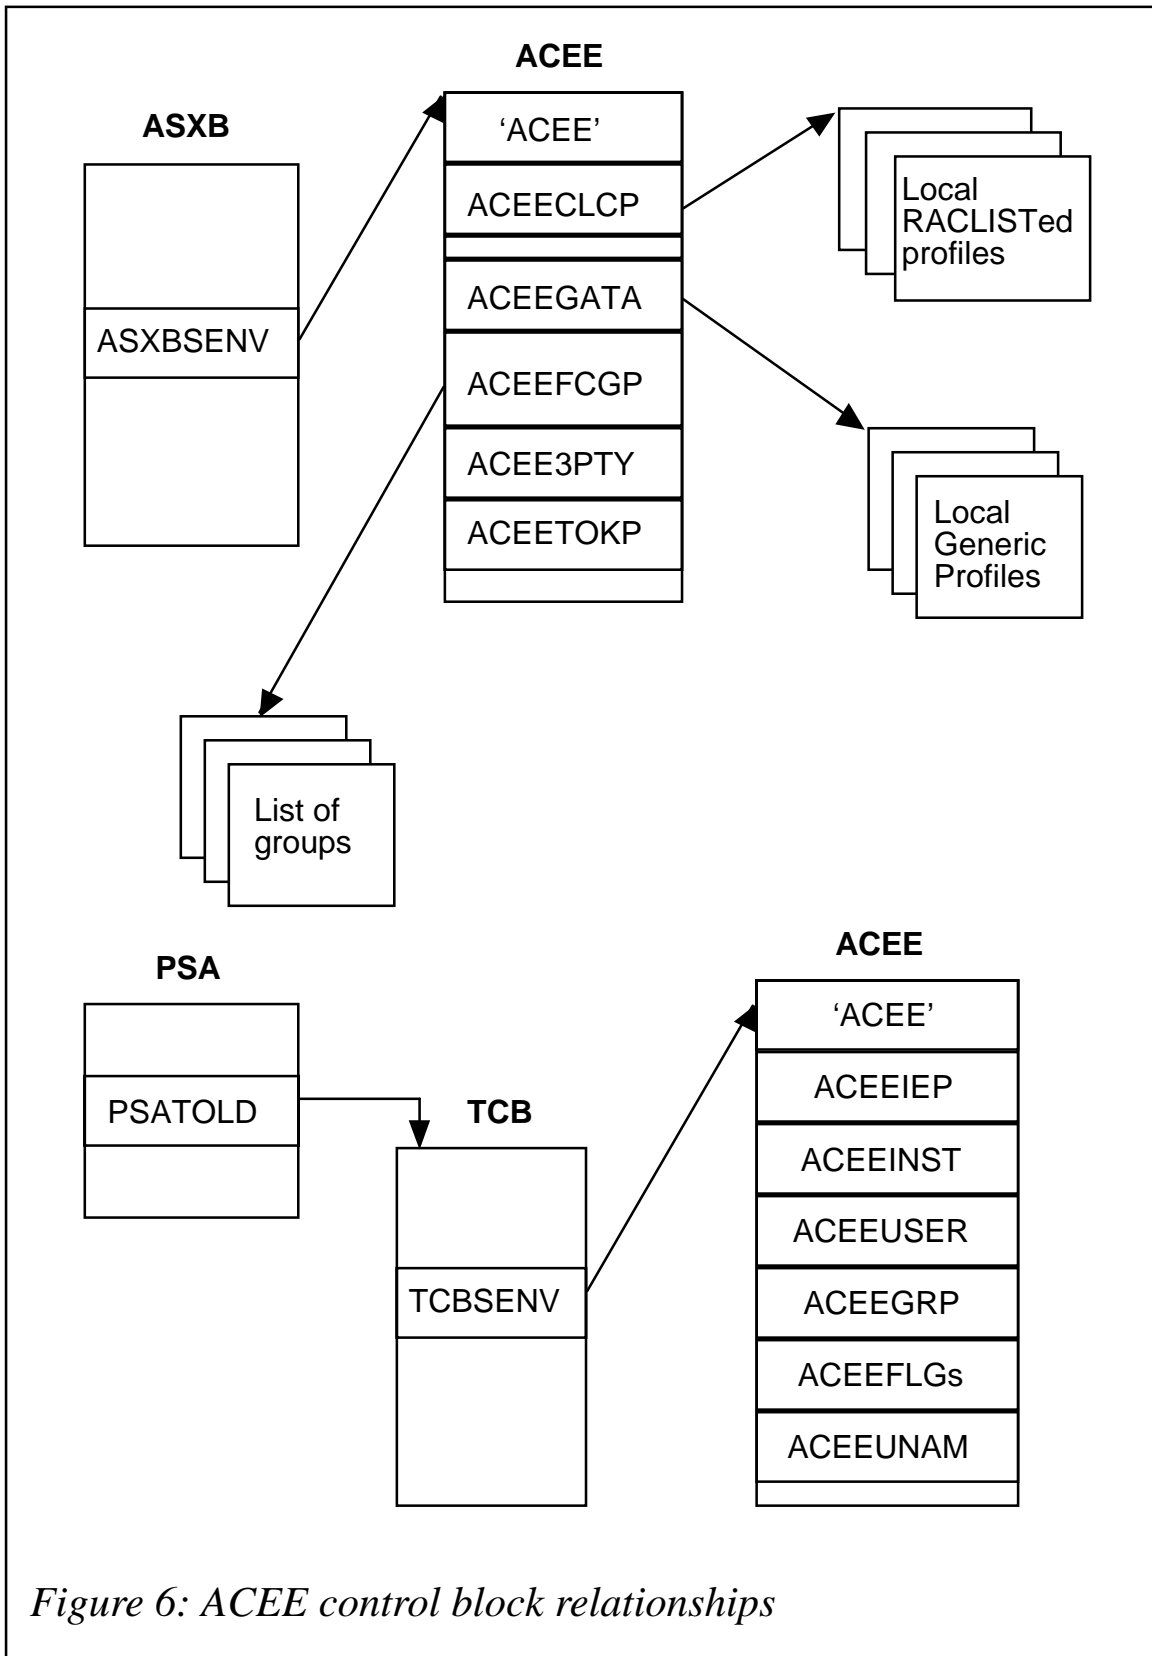 ACEE
ASXB
'ACEE'
ACEECLCP
ACEEGATA
ACEEFCGP
ACEE3PTY
ACEETOKP
ASXBSENV
Local
RACLISTed
profiles
Local
Generic
Profiles
List of
groups
PSA
PSATOLD
TCB
TCBSENV
ACEE
'ACEE'
ACEEIEP
ACEEINST
ACEEUSER
ACEEGRP
ACEEFLGs
ACEEUNAM
Figure 6: ACEE control block relationships